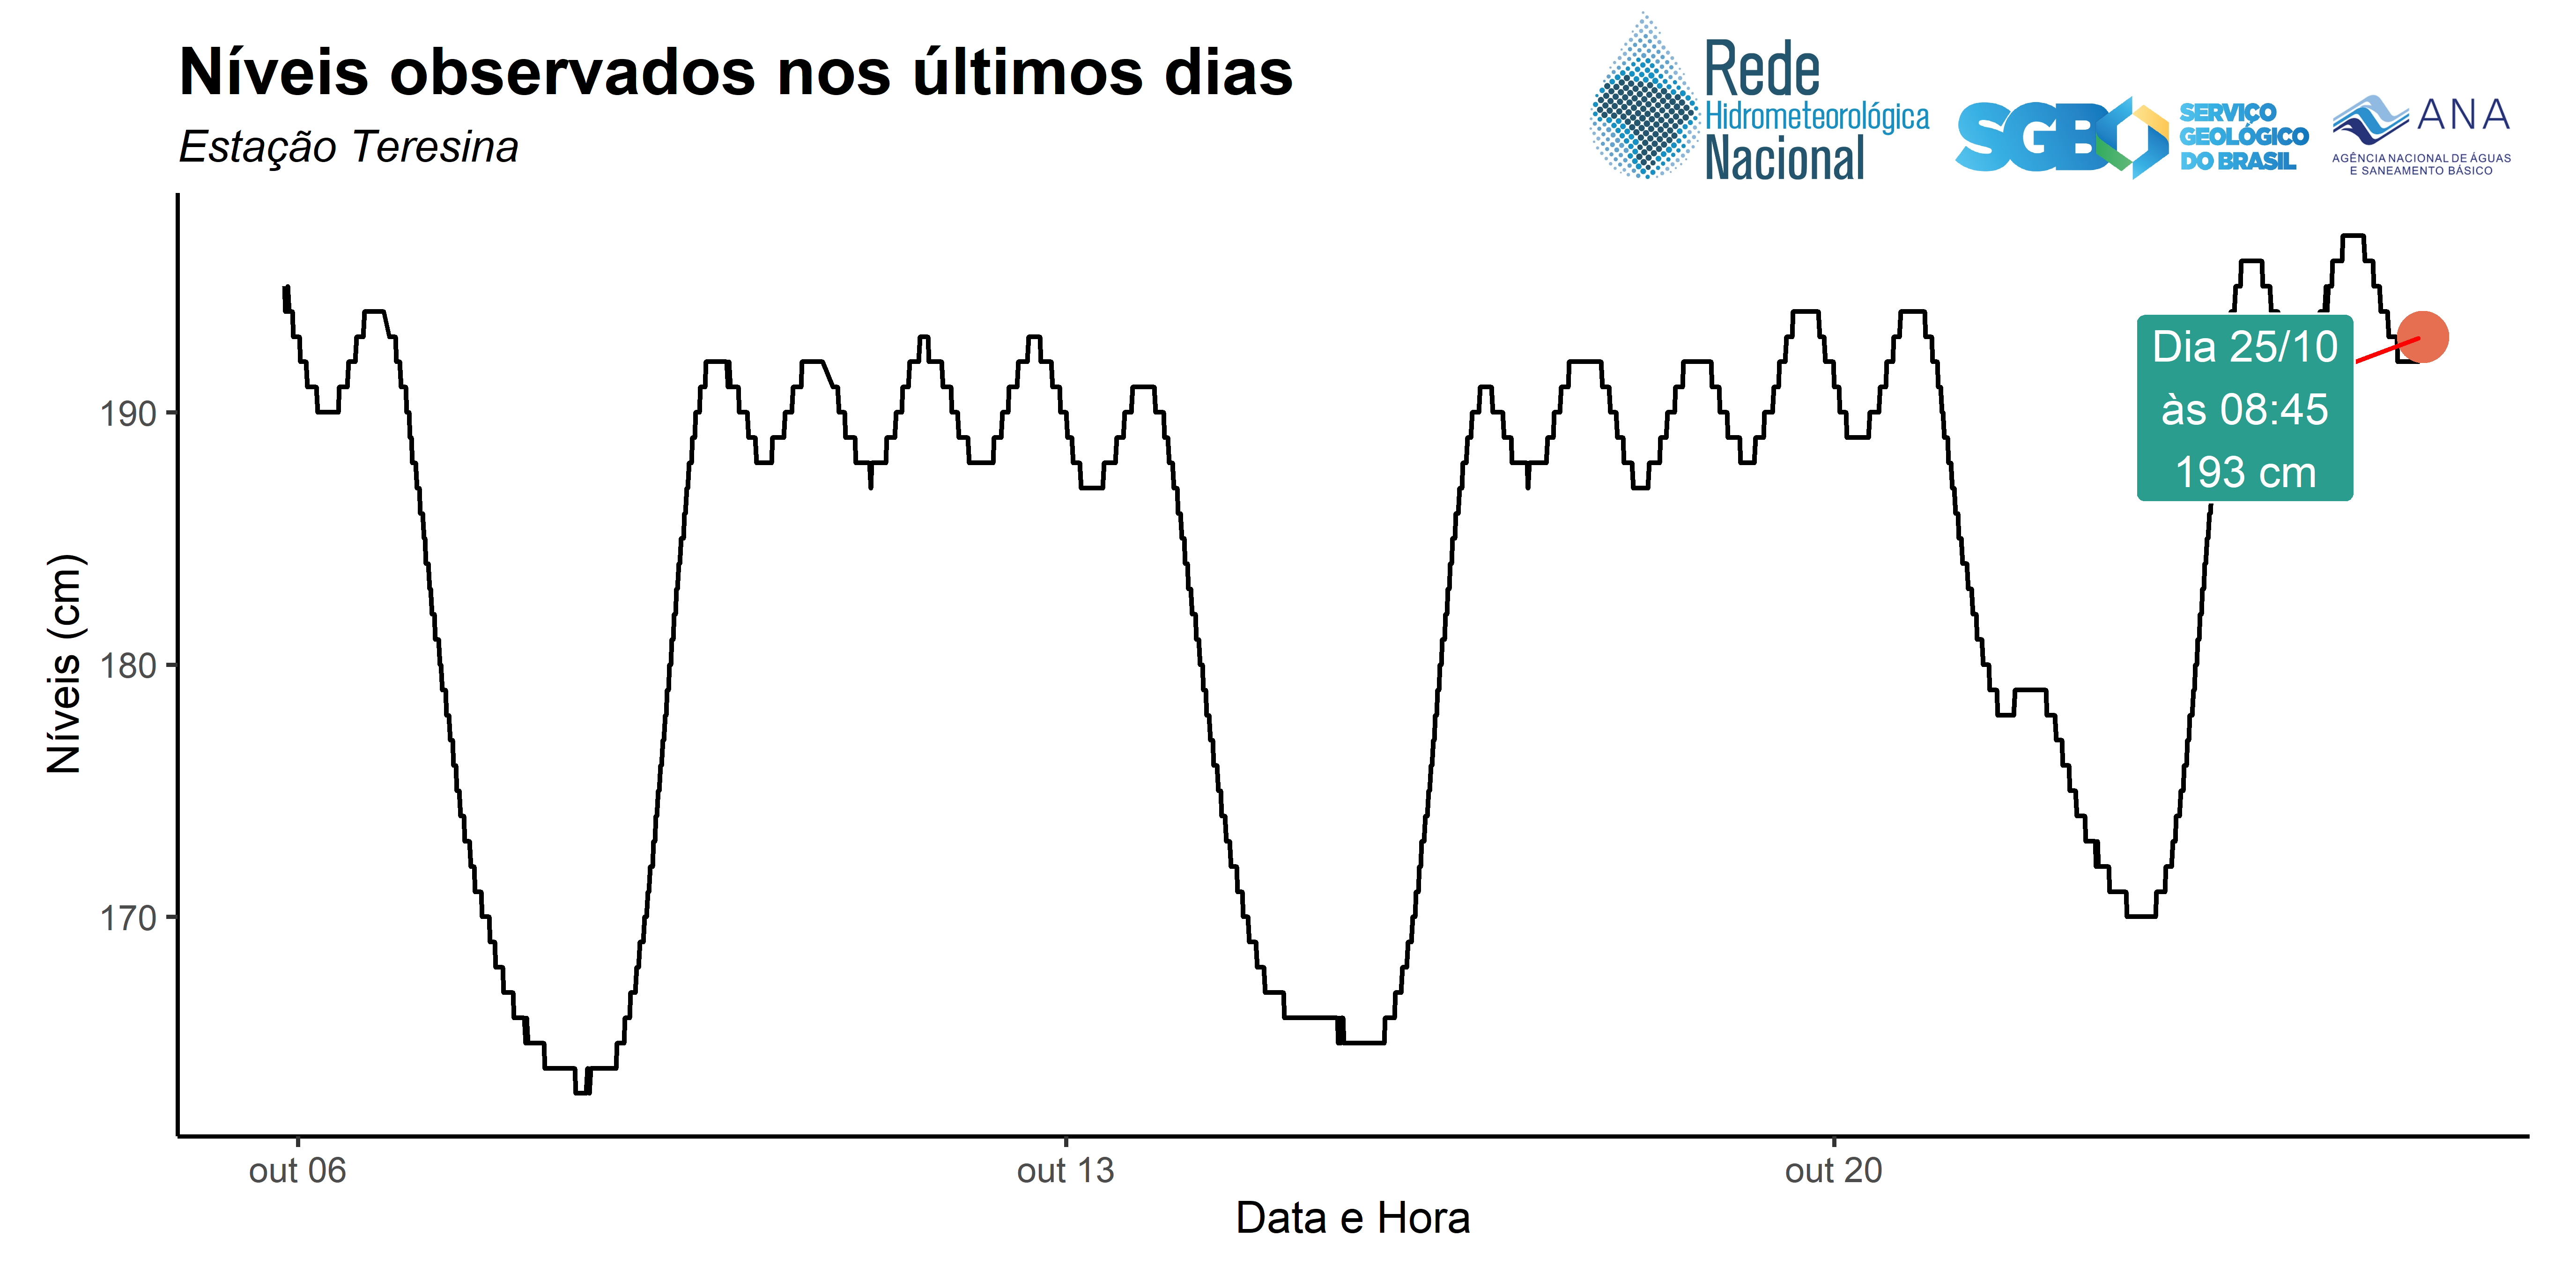 Níveis observados nos últimos dias
Estação Teresina
Rede
Hidrometeorológica
Nacional
SGB
SERVIÇO
GEOLÓGICO
DO BRASIL
ANA
AGÊNCIA NACIONAL DE ÁGUAS
E SANEAMENTO BÁSICO
Níveis (cm)
190
180
170
Dia 25/10
às 08:45
193 cm
out 06
out 13
out 20
Data e Hora